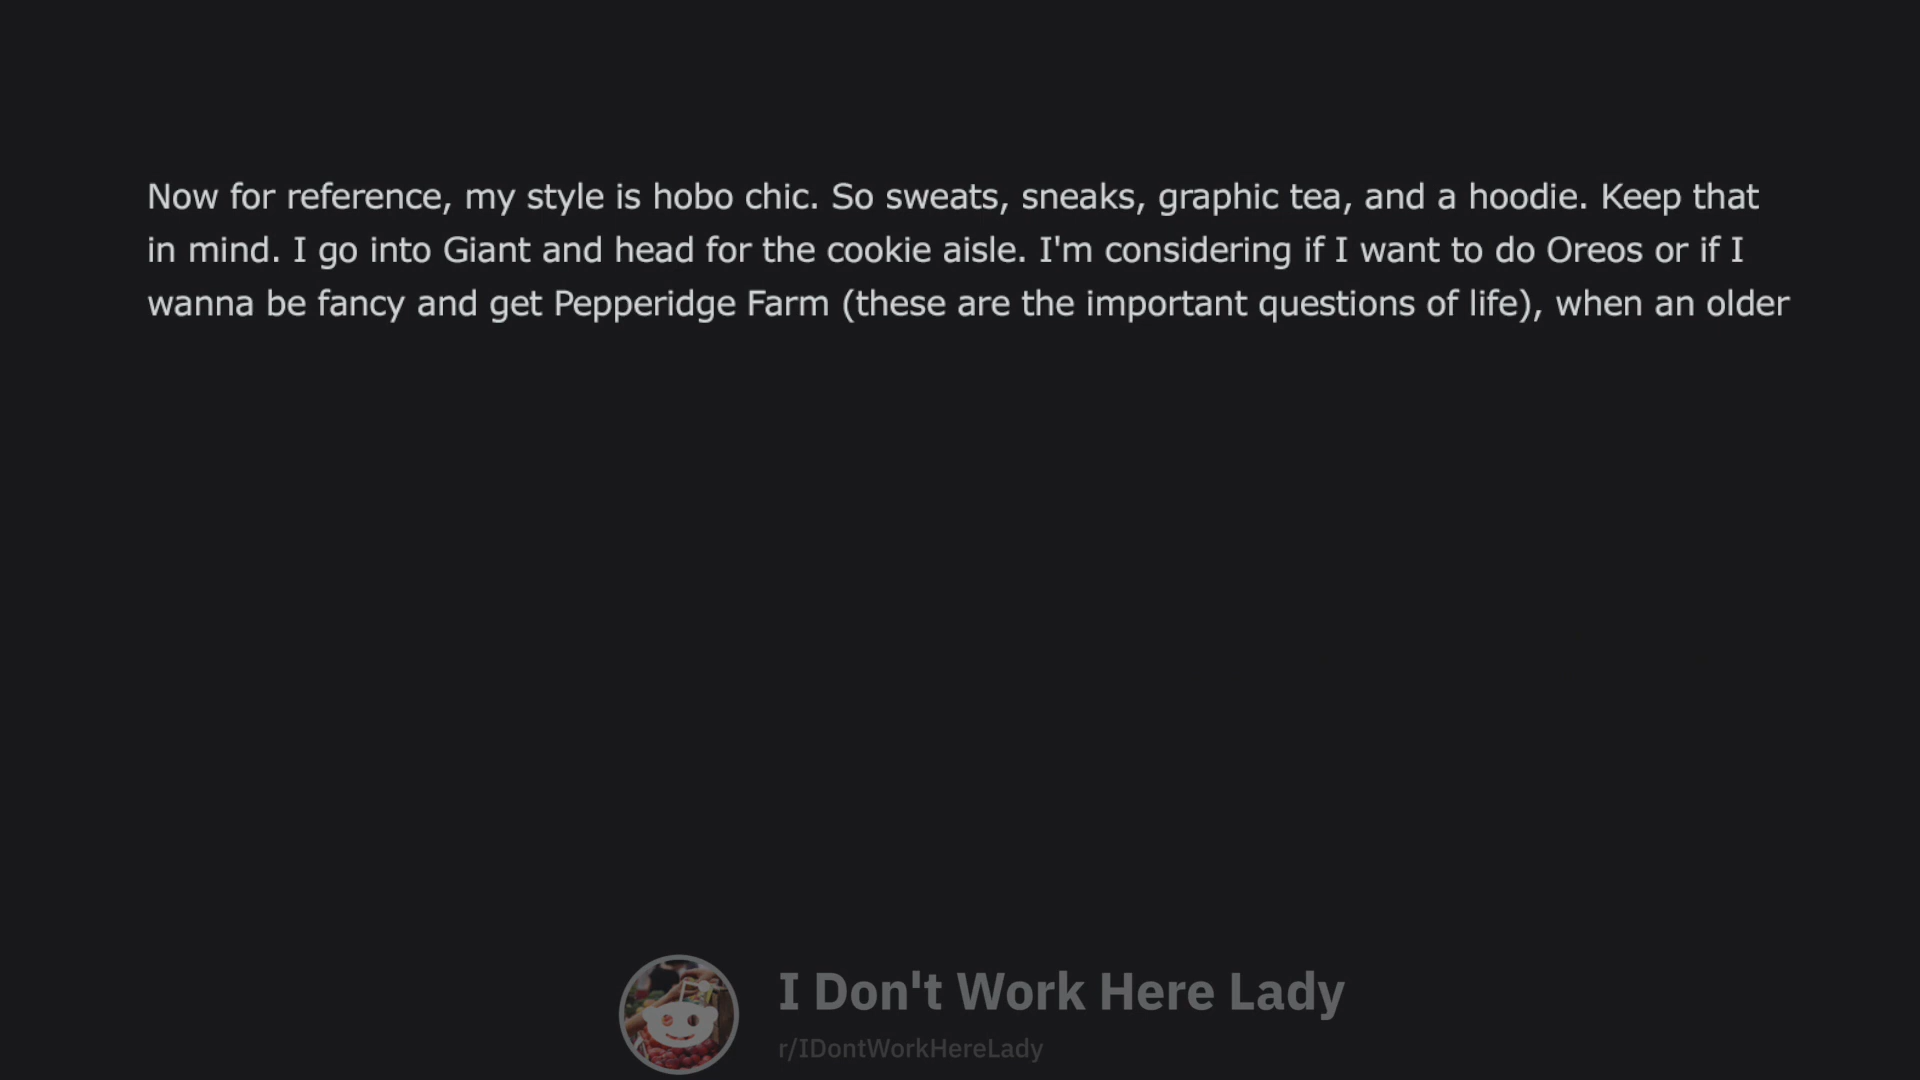 Now for reference, my style is hobo chic. So sweats, sneaks, graphic tea, and a hoodie. Keep that
in mind. I go into Giant and head for the cookie aisle. I'm considering if I want to do Oreos or if I
wanna be fancy and get Pepperidge Farm (these are the important questions of life), when an older
I Don't Work Here Lady
r/IDontWorkHereLady